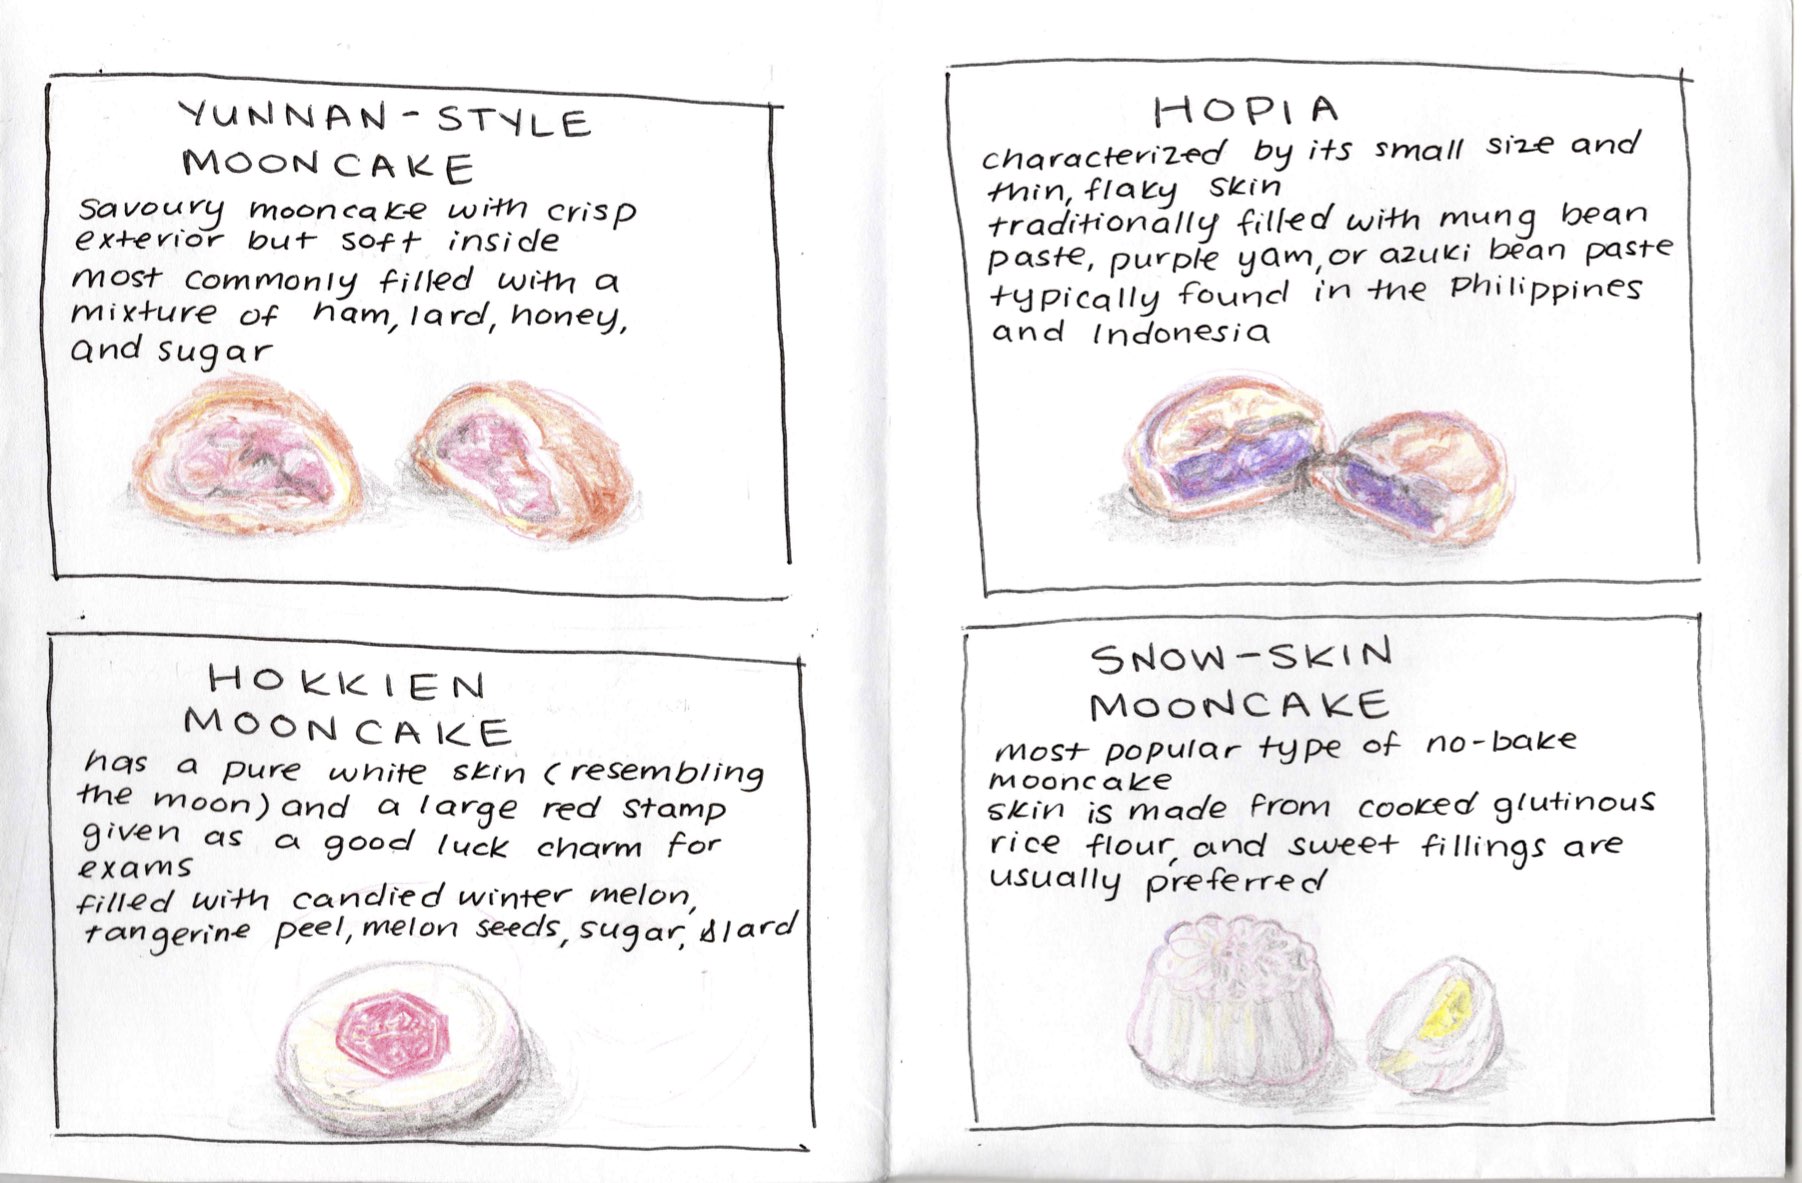 YUNNAN-STYLE
MOONCAKE
savoury mooncake with crisp
exterior but soft inside
most commonly filled with a
mixture of ham, lard, honey,
and sugar
HOKKIEN
MOONCAKE
has a pure white skin (resembling
the moon) and a large red stamp
given as a good luck charm for
exams
filled with candied winter melon,
tangerine peel, melon seeds, sugar, & lard
HOPIA
characterized by its small size and
thin, flaky skin
traditionally filled with mung bean
paste, purple yam, or azuki bean paste
typically found in the Philippines
and Indonesia
SNOW-SKIN
MOONCAKE
most popular type of no-bake
mooncake
skin is made from cooked glutinous
rice flour, and sweet fillings are
usually preferred